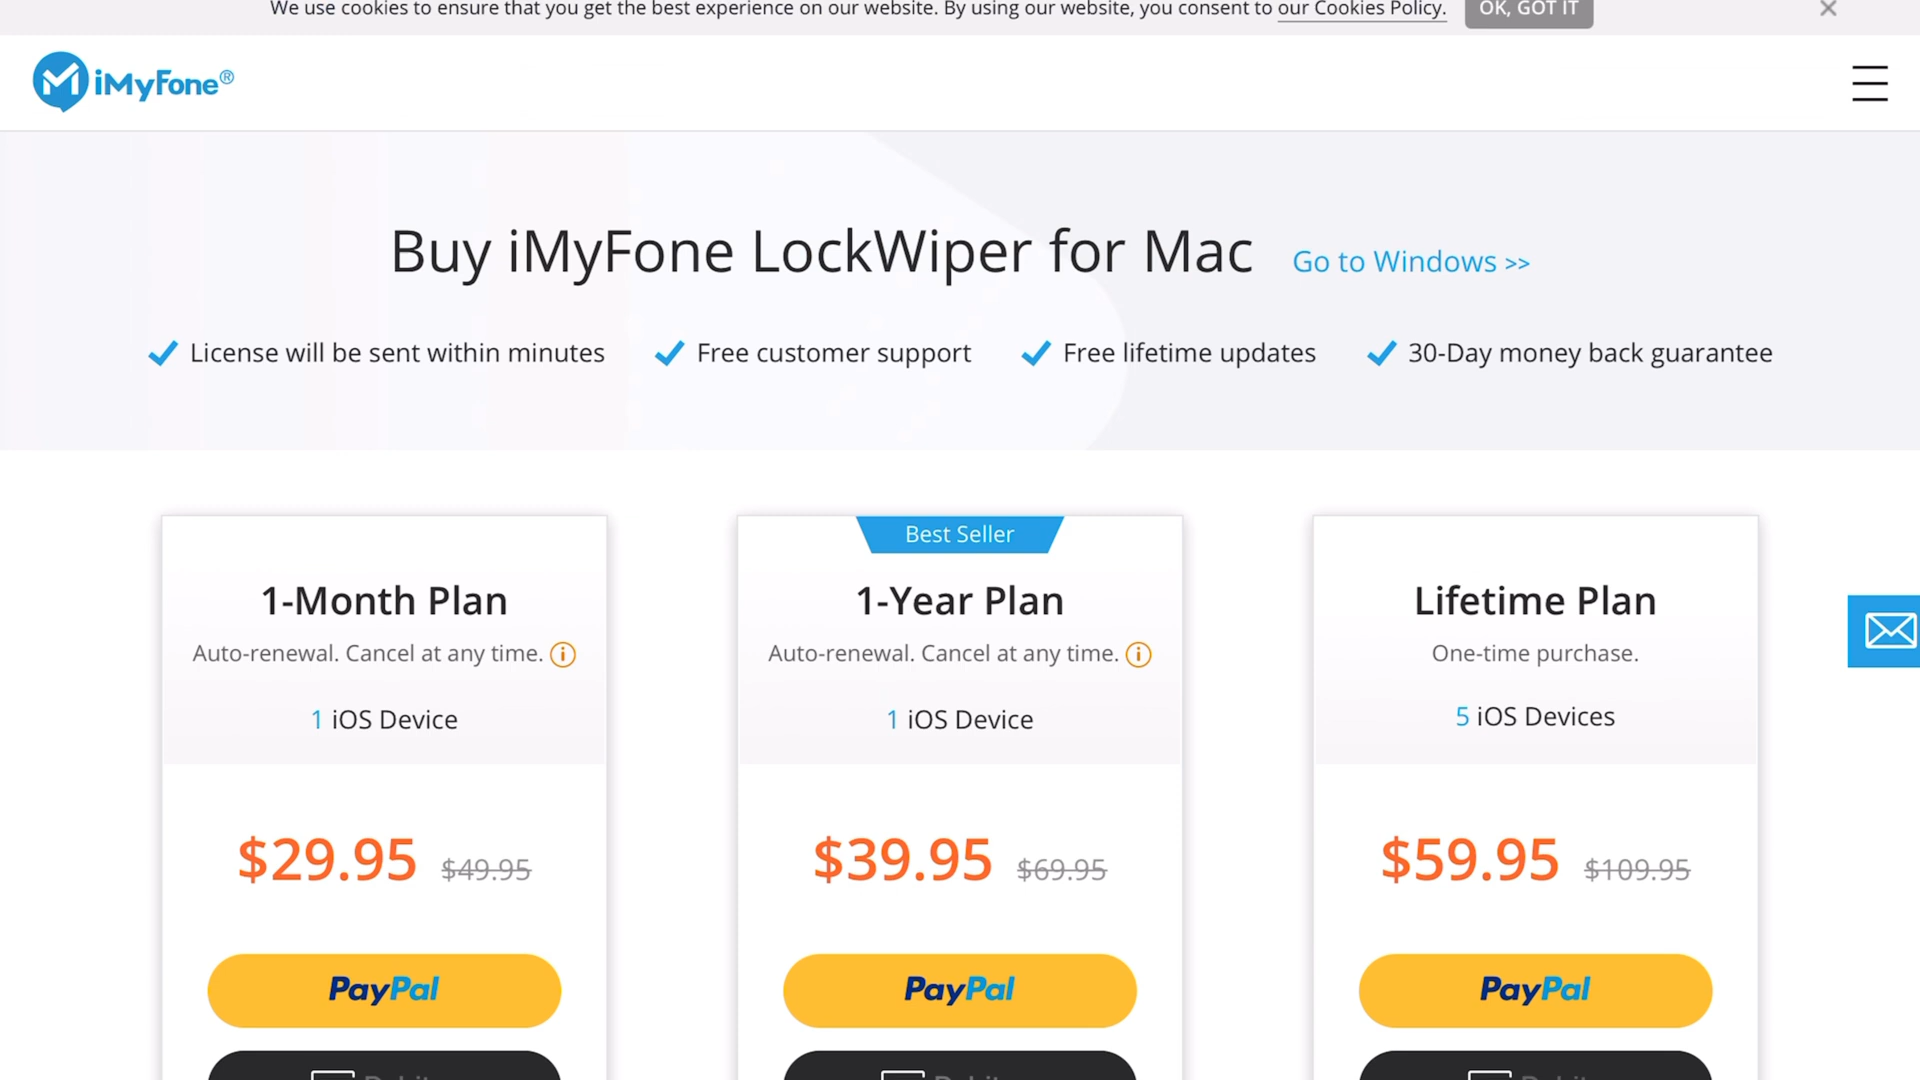 We use cookies to ensure that you get the best experience on our website. By using our website, you consent to our Cookies Policy. OK, GOT IT
iMyFone®
Buy iMyFone LockWiper for Mac Go to Windows >>
License will be sent within minutes Free customer support Free lifetime updates 30-Day money back guarantee
Best Seller
1-Month Plan 1-Year Plan Lifetime Plan
Auto-renewal. Cancel at any time. Auto-renewal. Cancel at any time. One-time purchase.
1 iOS Device 1 iOS Device 5 iOS Devices
$29.95 $49.95 $39.95 $69.95 $59.95 $109.95
PayPal PayPal PayPal